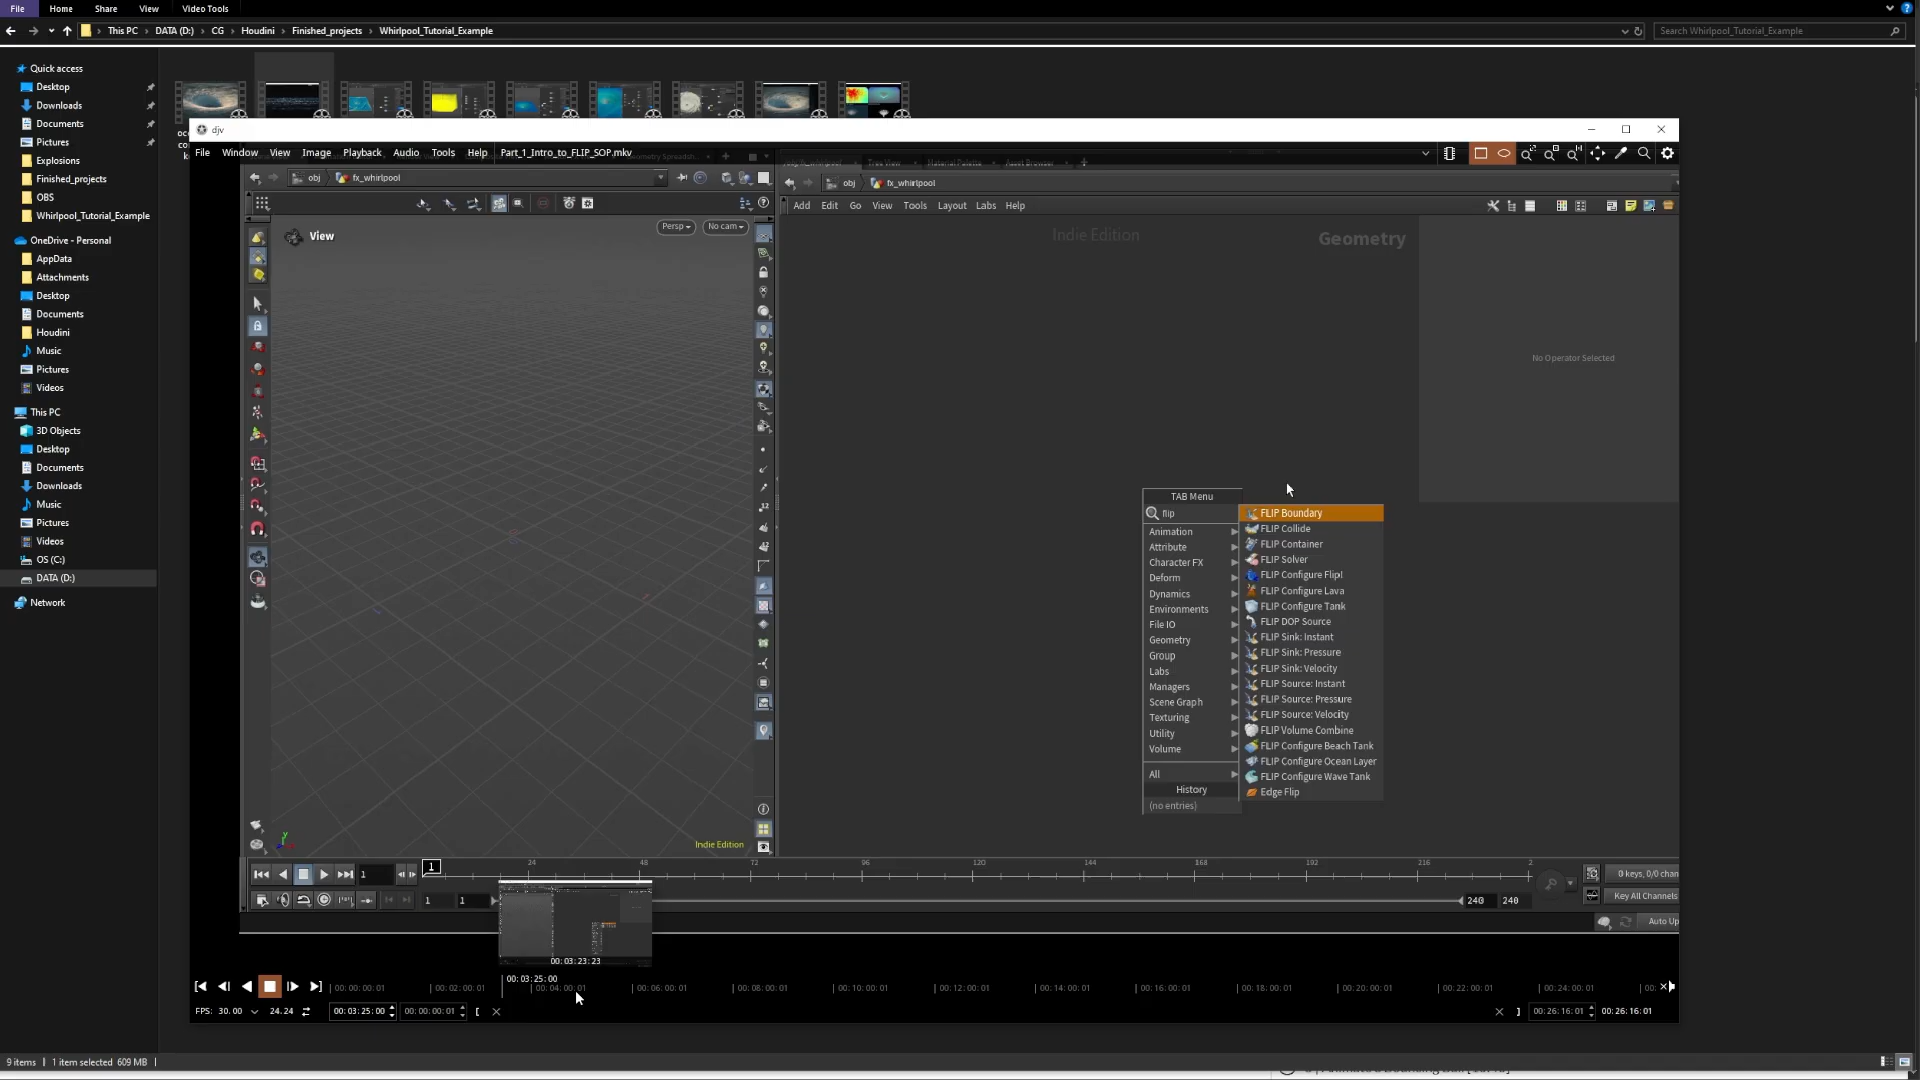 File Home Share View Video Tools
This PC DATA (D:) CG Houdini Finished_projects Whirlpool_Tutorial_Example
Search Whirlpool_Tutorial_Example
Quick access
Desktop
Downloads
Documents
Pictures
Explosions
Finished_projects
OBS
Whirlpool_Tutorial_Example
OneDrive - Personal
AppData
Attachments
Desktop
Documents
Houdini
Music
Pictures
Videos
This PC
3D Objects
Desktop
Documents
Downloads
Music
Pictures
Videos
OS (C:)
DATA (D:)
Network
djv
File Window View Image Playback Audio Tools Help Part_1_Intro_to_FLIP_SOP.mkv
Tree View Material Palette Asset Browser
obj fx_whirlpool
obj fx_whirlpool
Add Edit Go View Tools Layout Labs Help
View
Persp No cam
Indie Edition
Geometry
No Operator Selected
TAB Menu
flip
Animation
Attribute
Character FX
Deform
Dynamics
Environments
File IO
Geometry
Group
Labs
Managers
Scene Graph
Texturing
Utility
Volume
All
History
(no entries)
FLIP Boundary
FLIP Collide
FLIP Container
FLIP Solver
FLIP Configure Flip!
FLIP Configure Lava
FLIP Configure Tank
FLIP DOP Source
FLIP Sink: Instant
FLIP Sink: Pressure
FLIP Sink: Velocity
FLIP Source: Instant
FLIP Source: Pressure
FLIP Source: Velocity
FLIP Volume Combine
FLIP Configure Beach Tank
FLIP Configure Ocean Layer
FLIP Configure Wave Tank
Edge Flip
Indie Edition
1 1 24 48 72 96 120 144 168 192 216 2
0 keys, 0/0 chan
1 1 240 240
Key All Channels
Auto Up
00:03:23:23
00:03:25:00
00:00:00:01 00:02:00:01 00:04:00:01 00:06:00:01 00:08:00:01 00:10:00:01 00:12:00:01 00:14:00:01 00:16:00:01 00:18:00:01 00:20:00:01 00:22:00:01 00:24:00:01 00:
FPS: 30.00 24.24 00:03:25:00 00:00:00:01 [ ] 00:26:16:01 00:26:16:01
9 items 1 item selected 609 MB